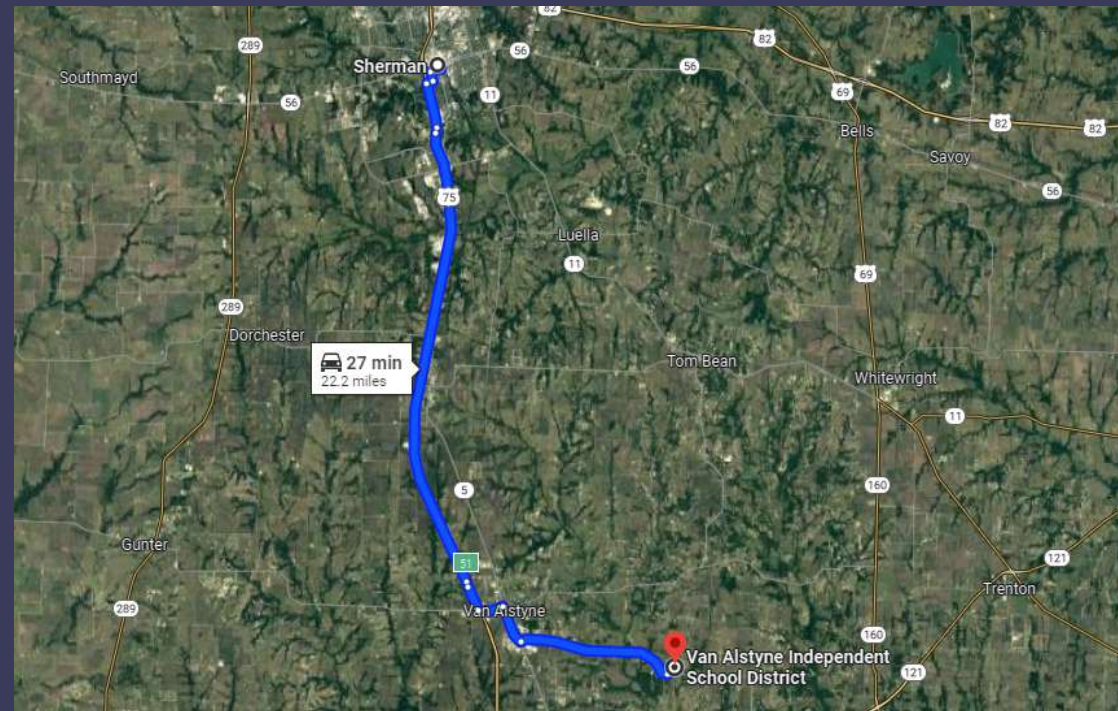 82
289
Sherman
56
82
Southmayd
56
69
56
11
82
82
Bells
Savoy
56
75
Luella
11
69
289
Dorchester
27 min
22.2 miles
Tom Bean
Whitewright
11
5
160
Gunter
51
121
Trenton
289
Van Alstyne
160
Van Alstyne Independent
School District
121